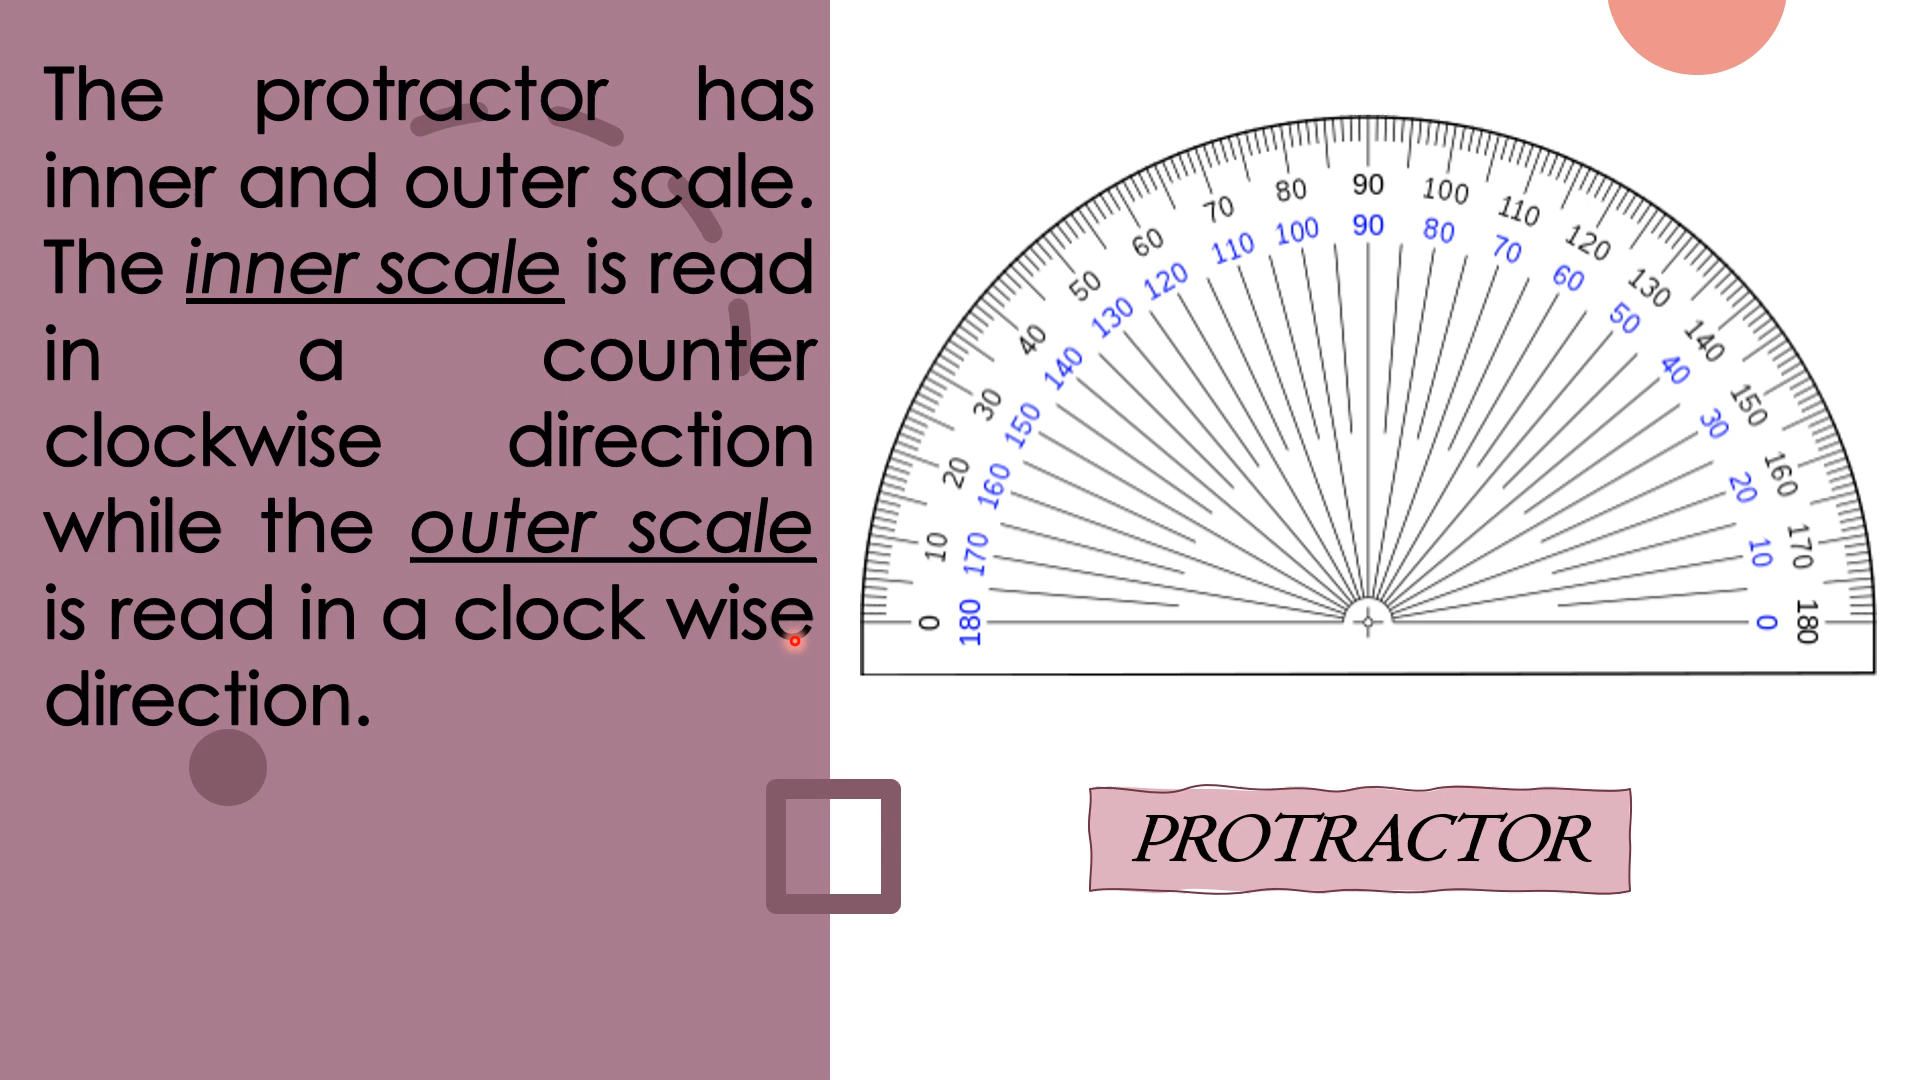 The protractor has
inner and outer scale.
The inner scale is read
in a counter
clockwise direction
while the outer scale
is read in a clock wise
direction.
0 10 20 30 40 50 60 70 80 90 100 110 120 130 140 150 160 170 180
180 170 160 150 140 130 120 110 100 90 80 70 60 50 40 30 20 10 0
PROTRACTOR